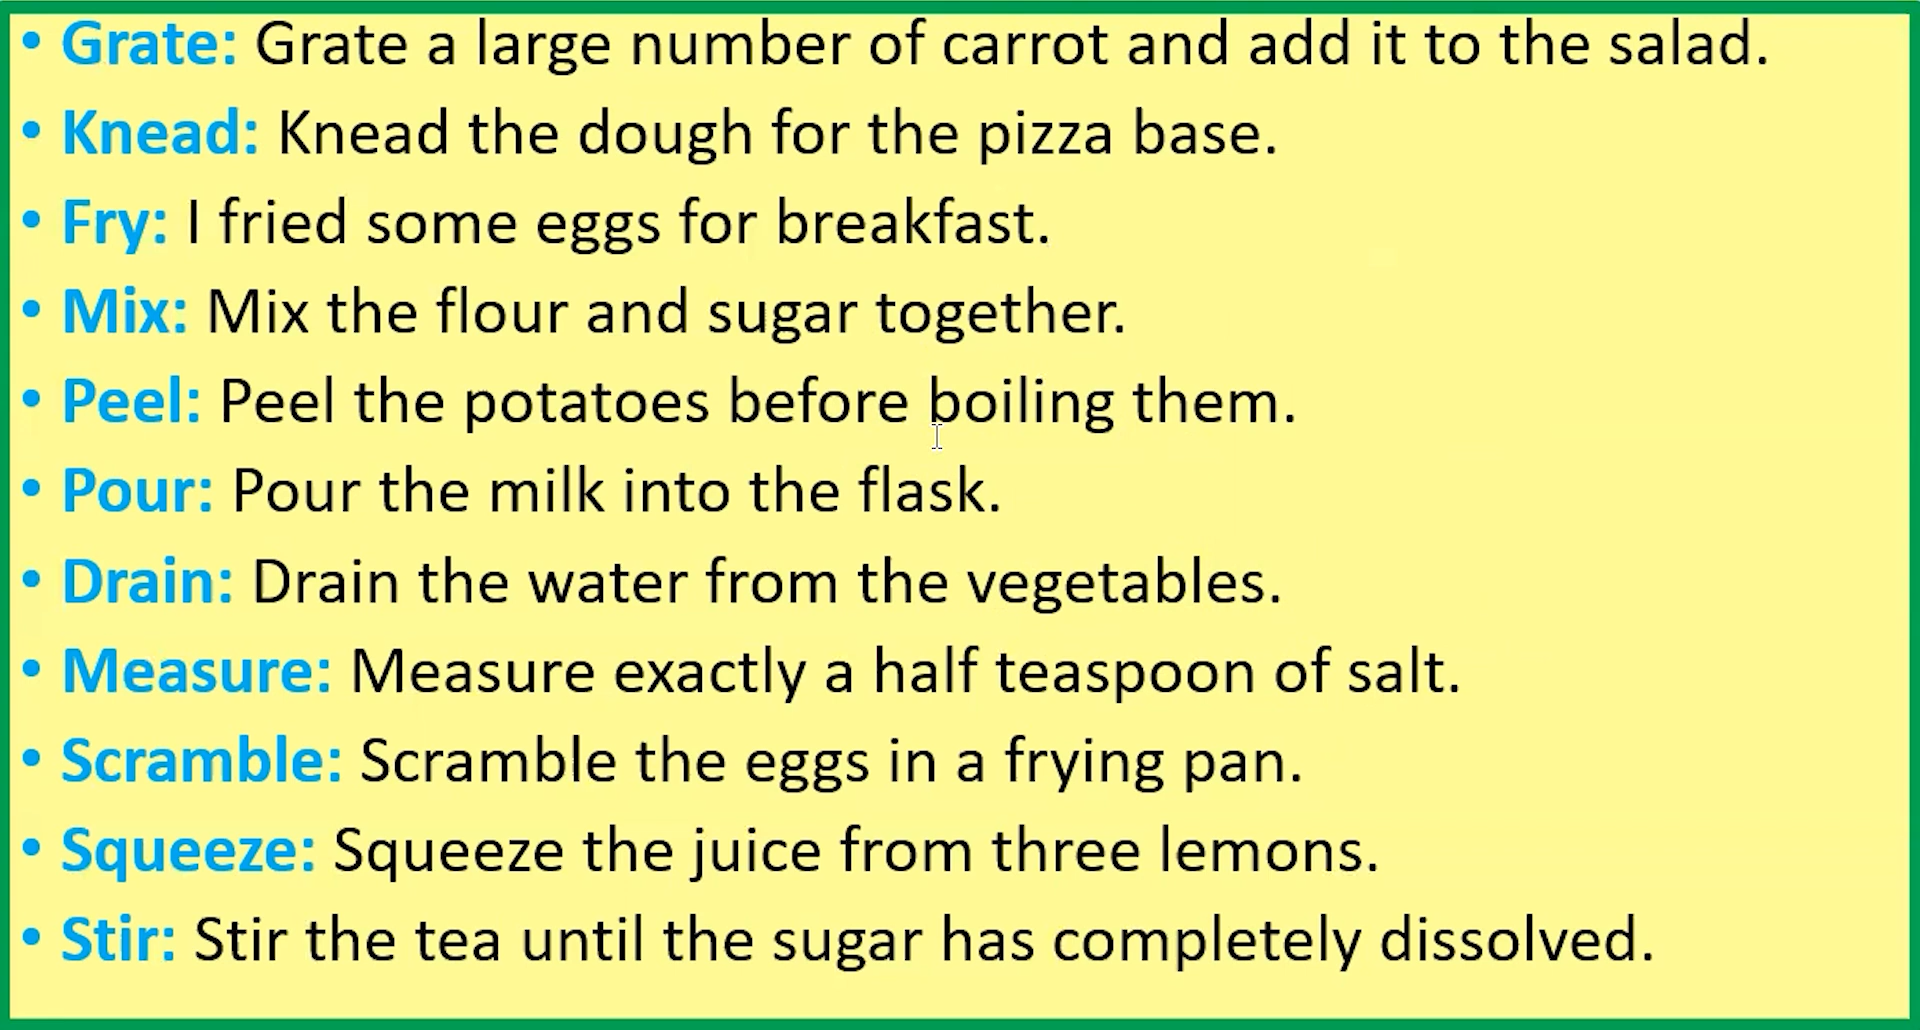 • Grate: Grate a large number of carrot and add it to the salad.
• Knead: Knead the dough for the pizza base.
• Fry: I fried some eggs for breakfast.
• Mix: Mix the flour and sugar together.
• Peel: Peel the potatoes before boiling them.
• Pour: Pour the milk into the flask.
• Drain: Drain the water from the vegetables.
• Measure: Measure exactly a half teaspoon of salt.
• Scramble: Scramble the eggs in a frying pan.
• Squeeze: Squeeze the juice from three lemons.
• Stir: Stir the tea until the sugar has completely dissolved.